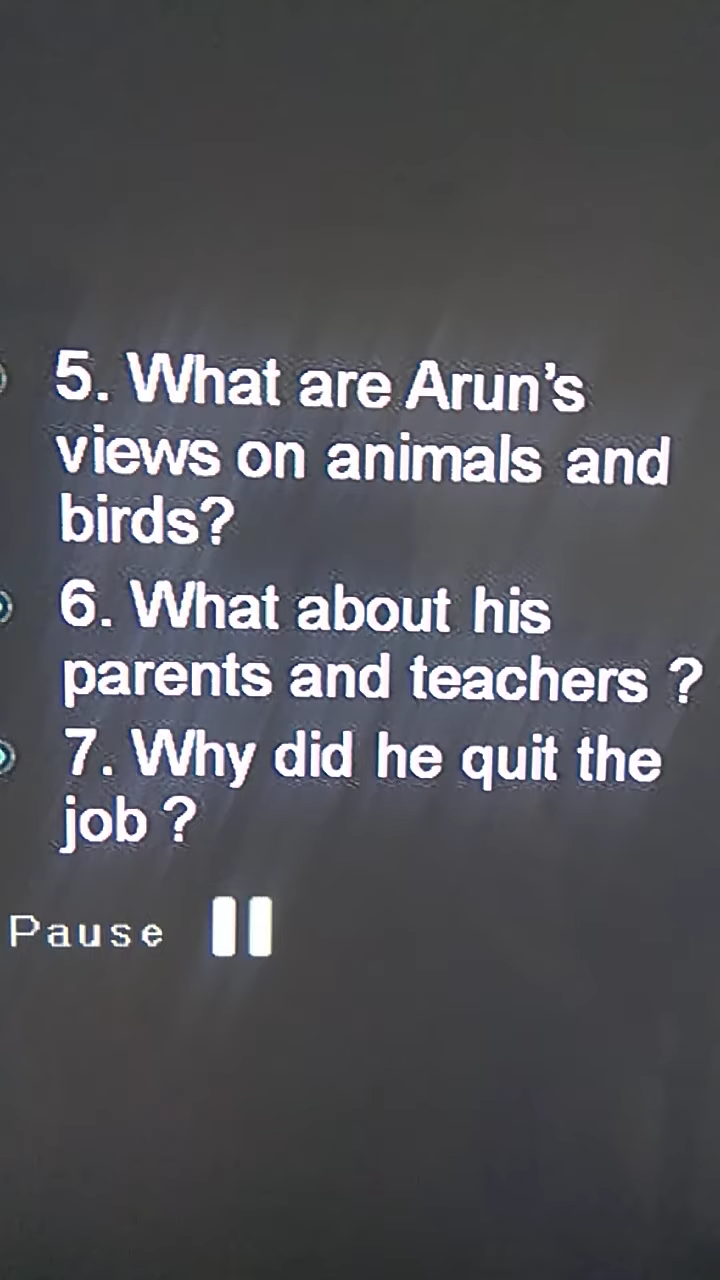 5. What are Arun's
views on animals and
birds?
6. What about his
parents and teachers ?
7. Why did he quit the
job ?
Pause